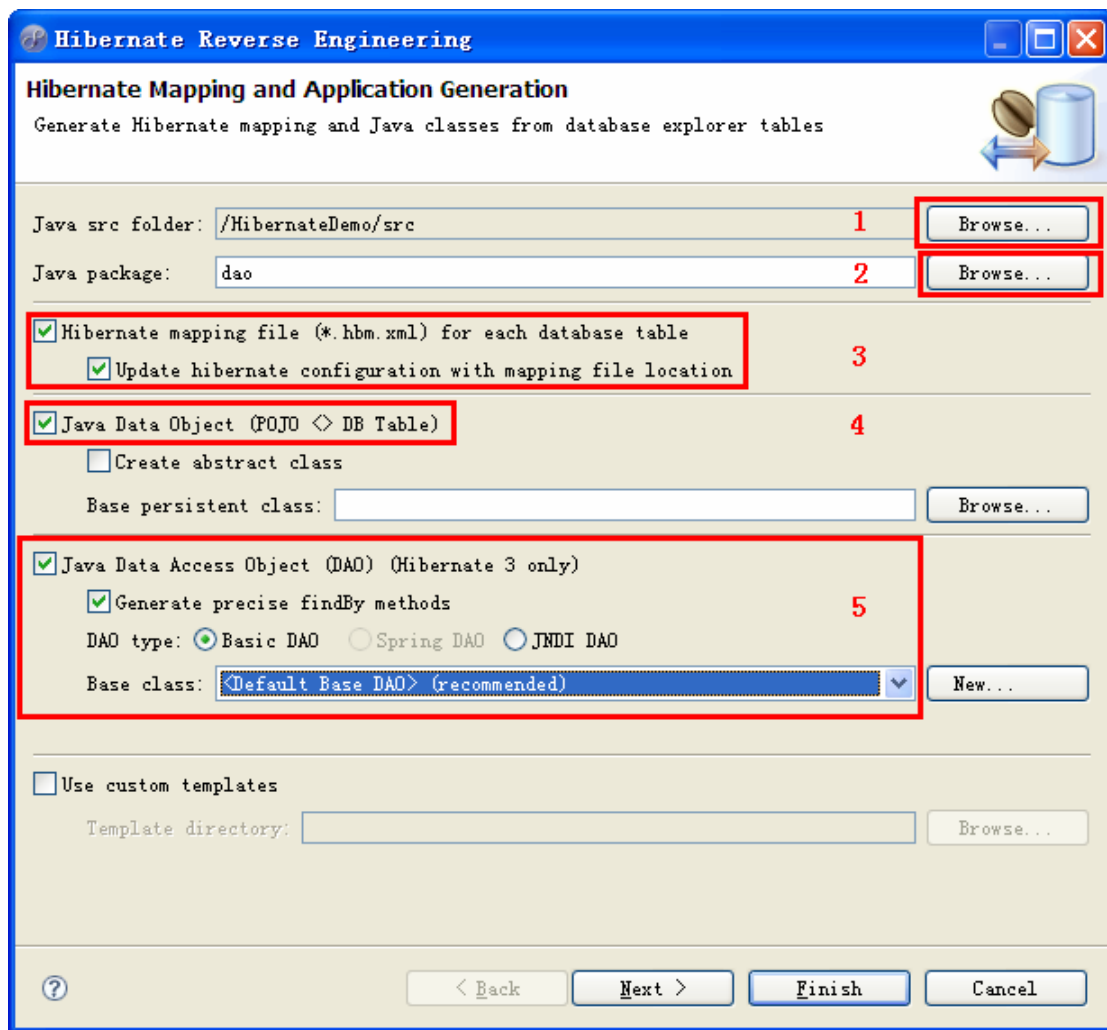 Hibernate Reverse Engineering
Hibernate Mapping and Application Generation
Generate Hibernate mapping and Java classes from database explorer tables
Java src folder: /HibernateDemo/src 1 Browse...
Java package: dao 2 Browse...
Hibernate mapping file (*.hbm.xml) for each database table
Update hibernate configuration with mapping file location 3
Java Data Object (POJO <> DB Table) 4
Create abstract class
Base persistent class: Browse...
Java Data Access Object (DAO) (Hibernate 3 only)
Generate precise findBy methods 5
DAO type: Basic DAO Spring DAO JNDI DAO
Base class: <Default Base DAO> (recommended) New...
Use custom templates
Template directory: Browse...
? < Back Next > Finish Cancel